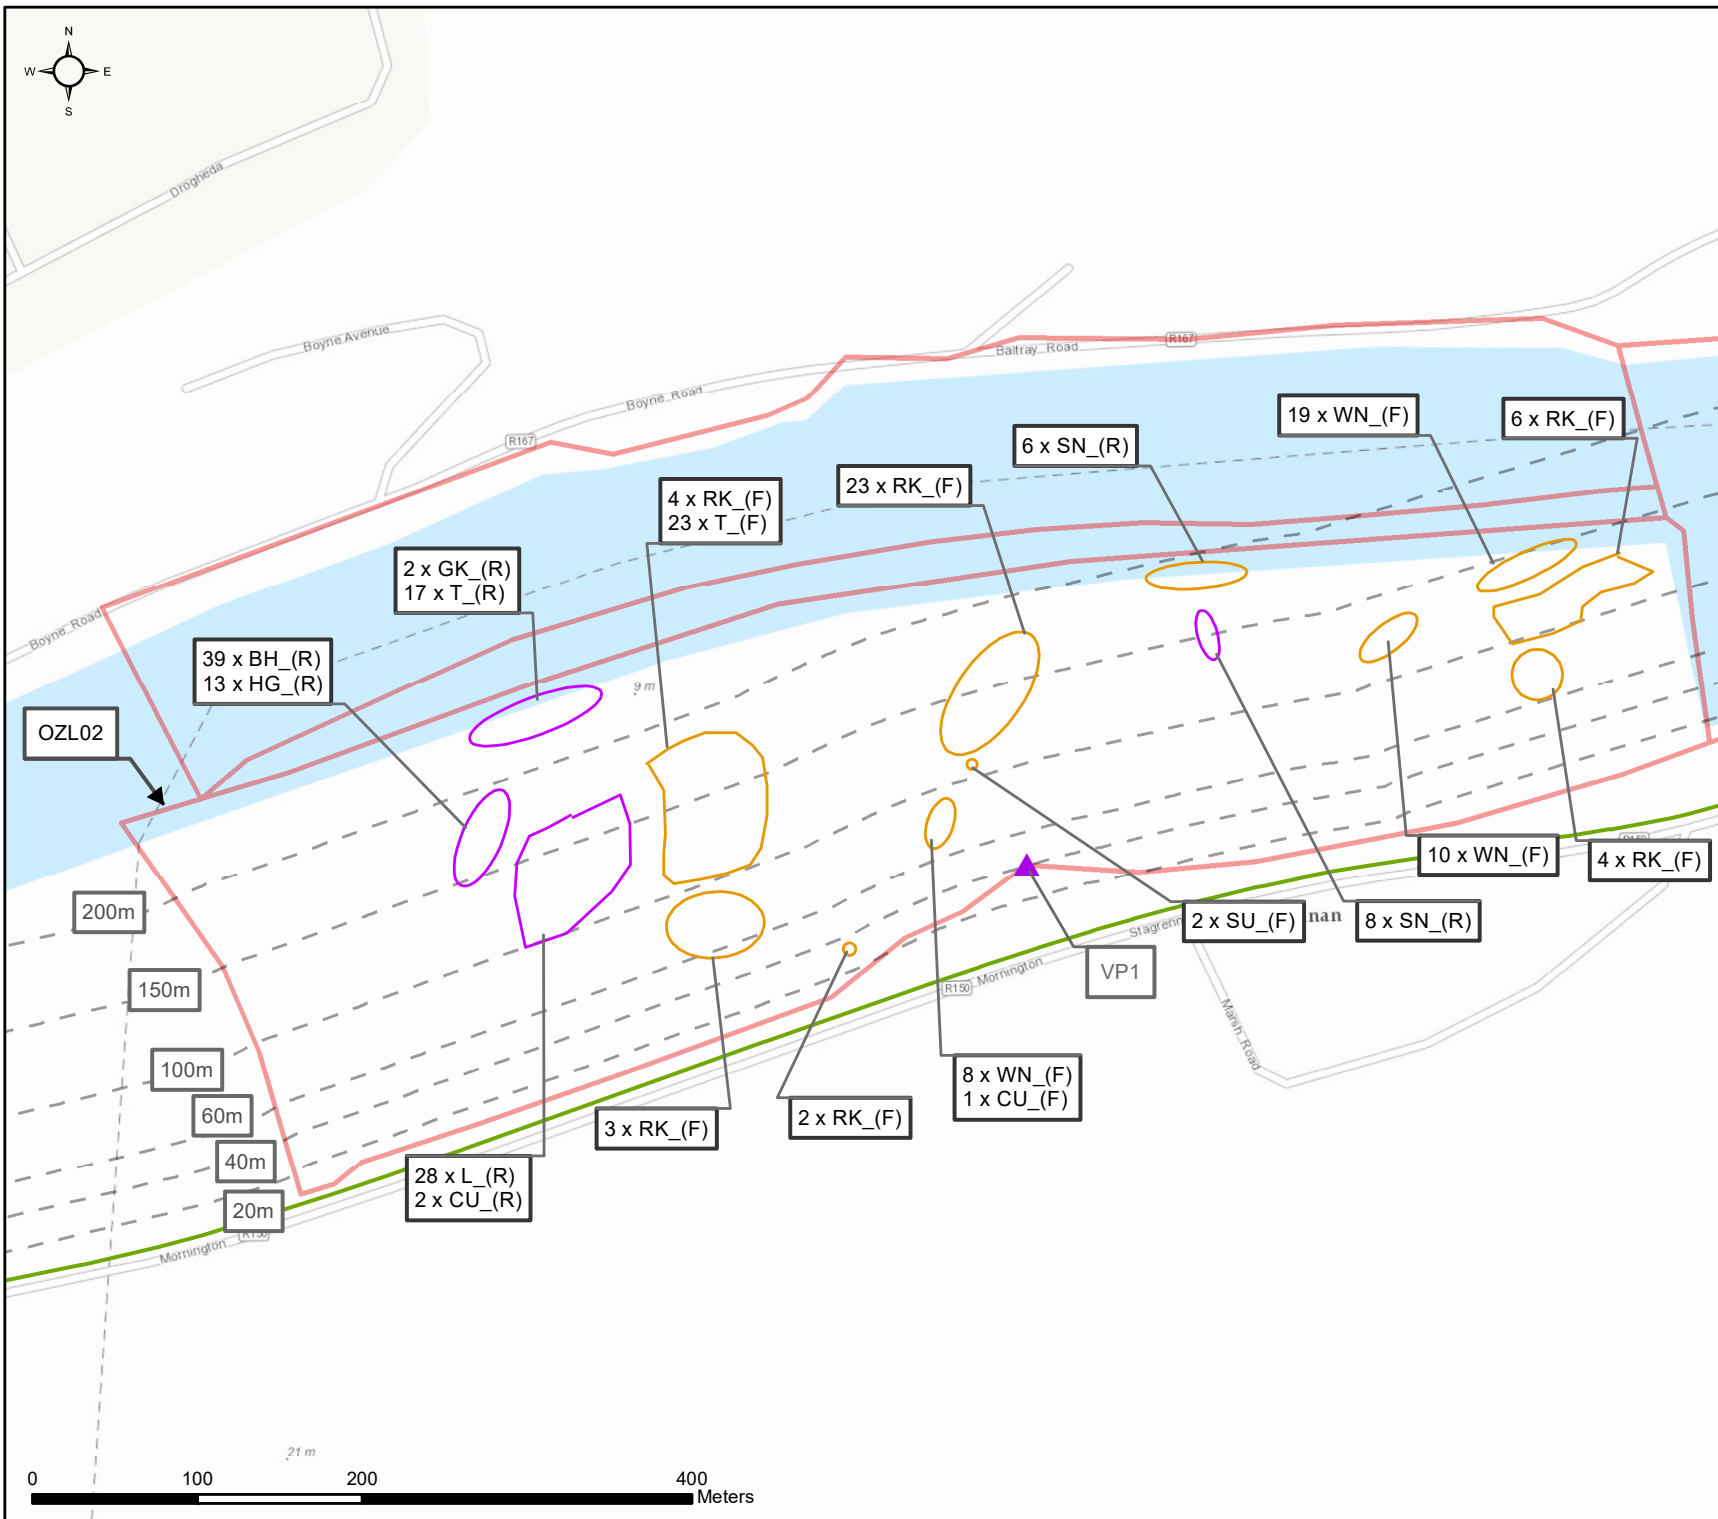 N
W E
S
Drogheda
Boyne Avenue
Boyne Road
R167
Baltray Road
R167
Boyne Road
19 x WN_(F)
6 x RK_(F)
6 x SN_(R)
23 x RK_(F)
4 x RK_(F)
23 x T_(F)
2 x GK_(R)
17 x T_(R)
39 x BH_(R)
13 x HG_(R)
9 m
OZL02
200m
150m
100m
60m
40m
20m
10 x WN_(F)
4 x RK_(F)
2 x SU_(F)
nan
8 x SN_(R)
Stagrenn
VP1
Mornington
R150
Marsh Road
8 x WN_(F)
1 x CU_(F)
2 x RK_(F)
3 x RK_(F)
28 x L_(R)
2 x CU_(R)
R150
Mornington
21 m
0 100 200 400
Meters